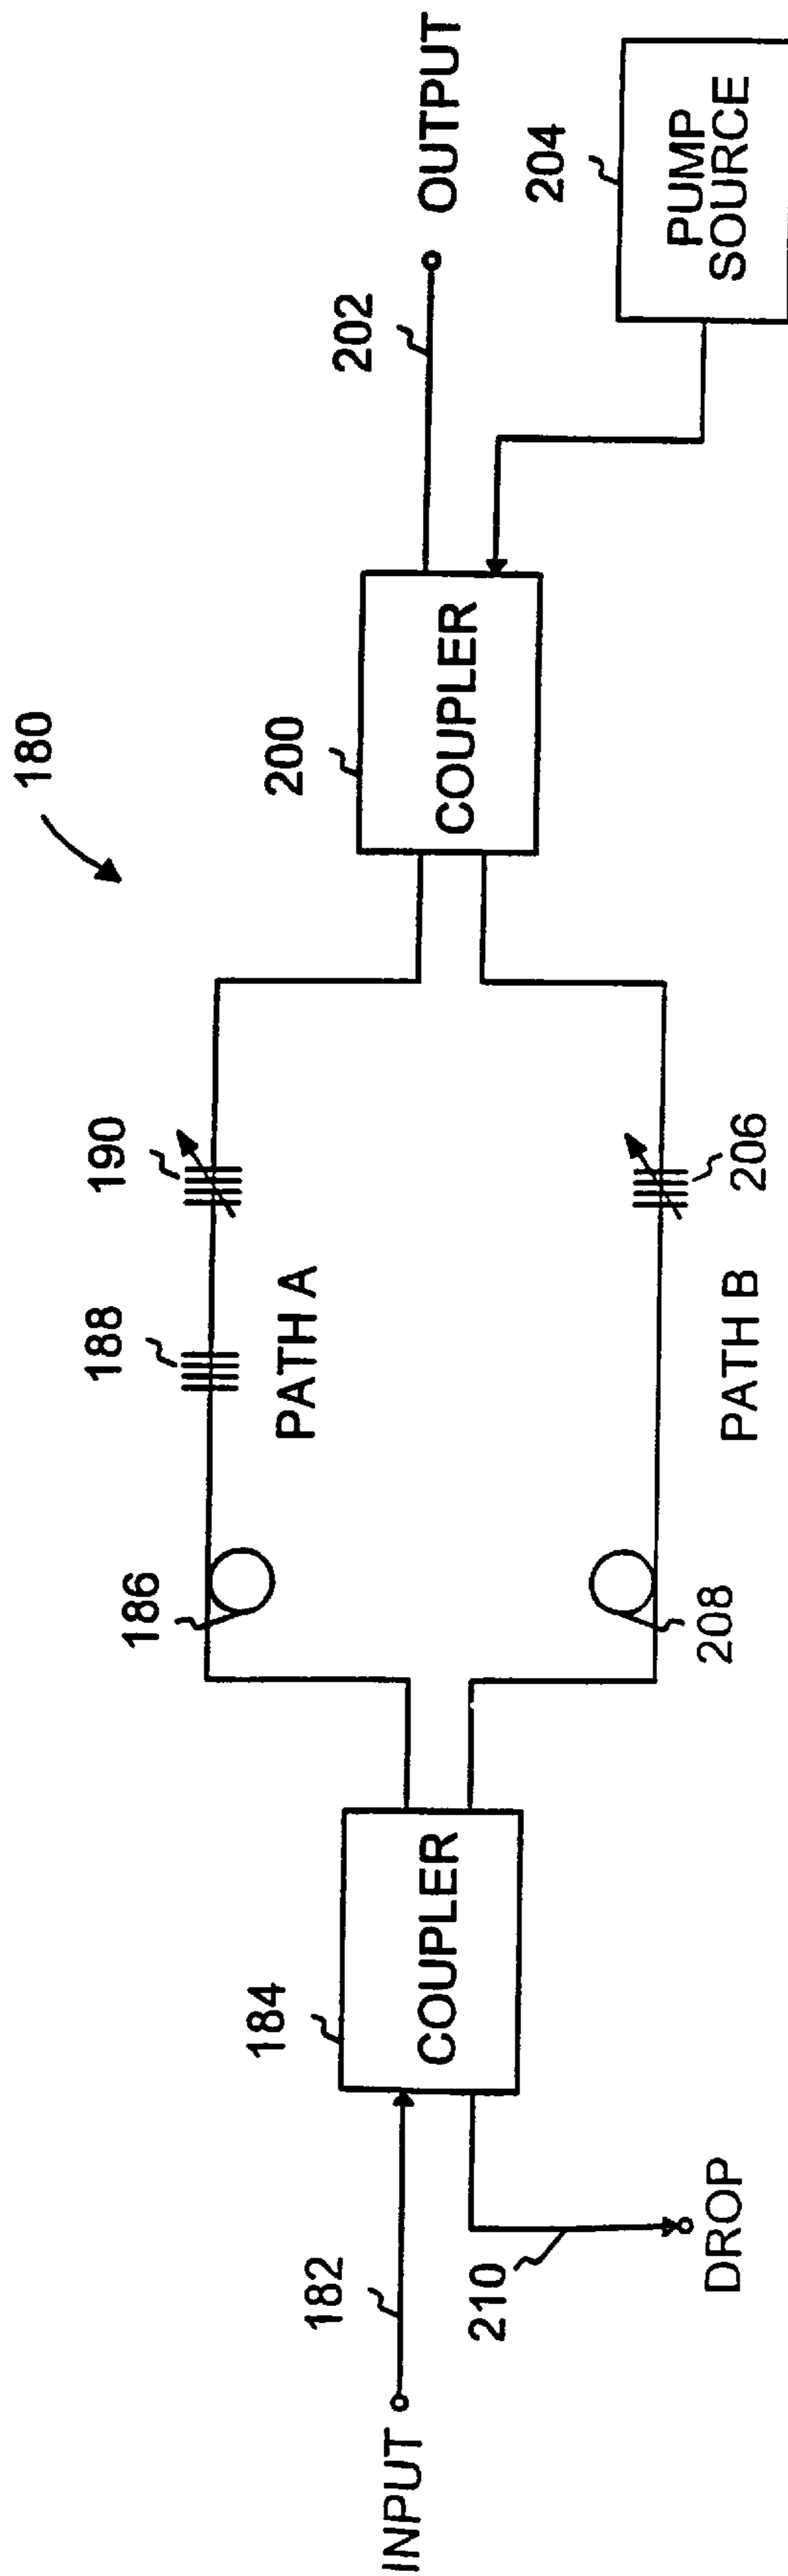 180
INPUT
182
184
COUPLER
210
DROP
186
188
190
PATH A
208
206
PATH B
200
COUPLER
202
OUTPUT
204
PUMP
SOURCE